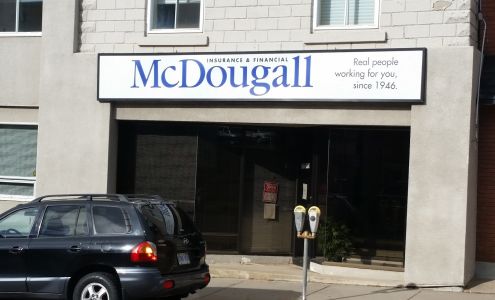 INSURANCE & FINANCIAL
McDougall
Real people
working for you,
since 1946.